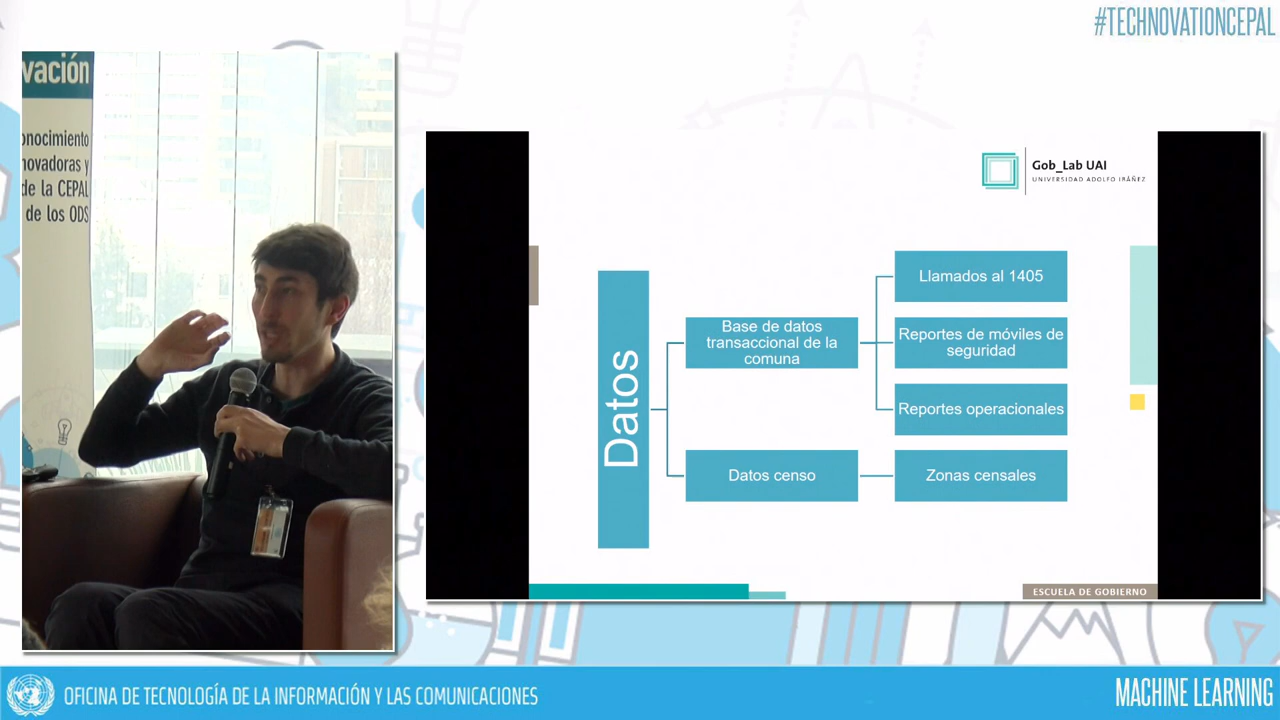 #TECHNOVATIONCEPAL
vación
onocimiento
novadoras y
de la CEPAL
de los ODS
Gob_Lab UAI
UNIVERSIDAD ADOLFO IBÁÑEZ
Datos
Base de datos
transaccional de la
comuna
Datos censo
Llamados al 1405
Reportes de móviles de
seguridad
Reportes operacionales
Zonas censales
ESCUELA DE GOBIERNO
OFICINA DE TECNOLOGÍA DE LA INFORMACIÓN Y LAS COMUNICACIONES
MACHINE LEARNING